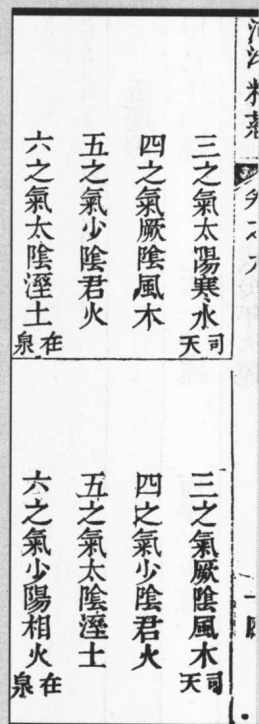 三之氣太陽寒水司天
四之氣厥陰風木
五之氣少陰君火
六之氣太陰溼土在泉
三之氣厥陰風木司天
四之氣少陰君火
五之氣太陰溼土
六之氣少陽相火在泉